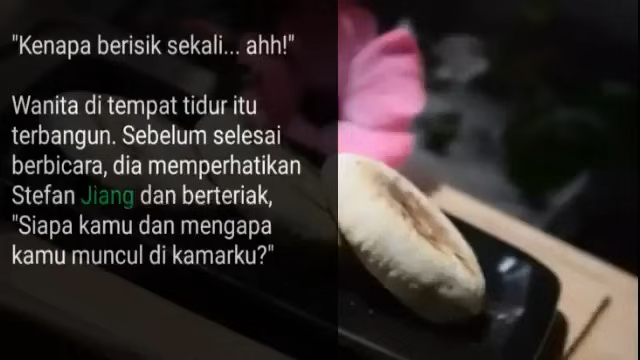 "Kenapa berisik sekali... ahh!"
Wanita di tempat tidur itu
terbangun. Sebelum selesai
berbicara, dia memperhatikan
Stefan Jiang dan berteriak,
"Siapa kamu dan mengapa
kamu muncul di kamarku?"